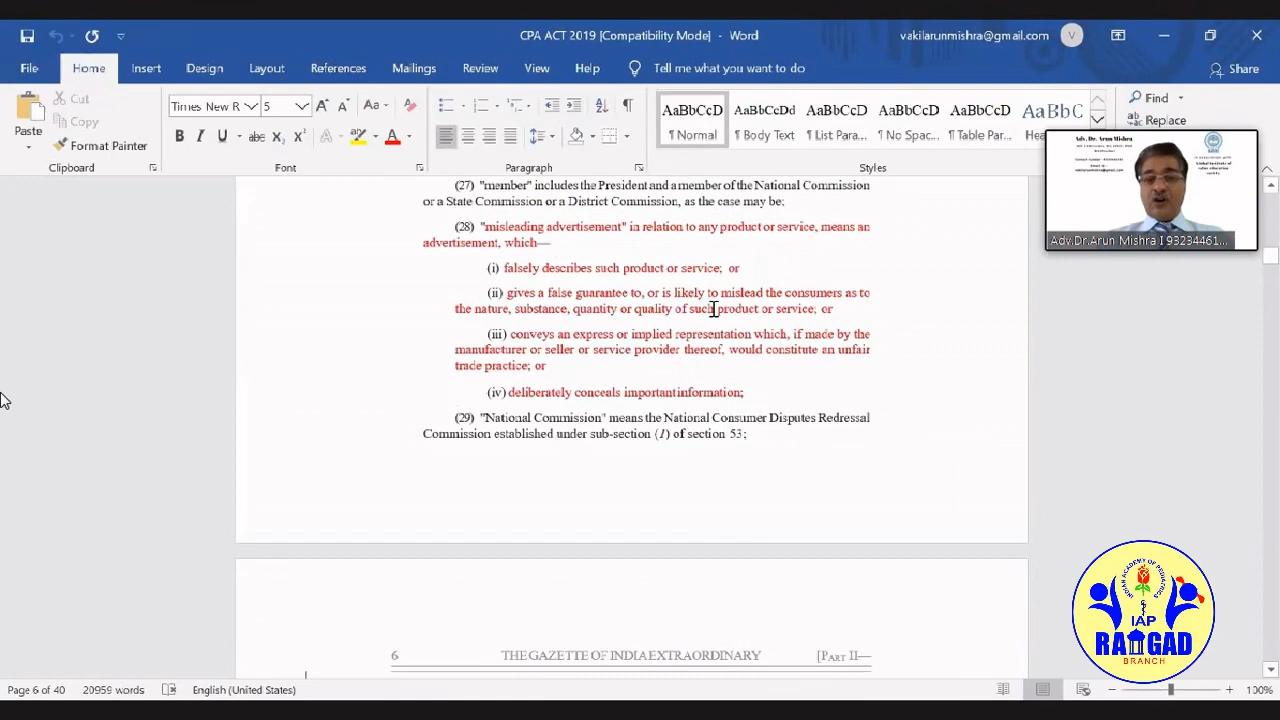 CPA ACT 2019 [Compatibility Mode] - Word
vakilarunmishra@gmail.com V
File Home Insert Design Layout References Mailings Review View Help Tell me what you want to do Share
Paste Cut Copy Format Painter
Times New R 5
AaBbCcD AaBbCcDd AaBbCcD AaBbCcD AaBbCcD AaBbC
¶ Normal ¶ Body Text ¶ List Para... ¶ No Spac... ¶ Table Par... Hea
Find
Replace
Clipboard Font Paragraph Styles
Adv. Dr. Arun Mishra
Adv.Dr.Arun Mishra I 93234461...
(27) "member" includes the President and a member of the National Commission
or a State Commission or a District Commission, as the case may be;
(28) "misleading advertisement" in relation to any product or service, means an
advertisement, which—
(i) falsely describes such product or service; or
(ii) gives a false guarantee to, or is likely to mislead the consumers as to
the nature, substance, quantity or quality of such product or service; or
(iii) conveys an express or implied representation which, if made by the
manufacturer or seller or service provider thereof, would constitute an unfair
trade practice; or
(iv) deliberately conceals important information;
(29) "National Commission" means the National Consumer Disputes Redressal
Commission established under sub-section (1) of section 53;
6 THE GAZETTE OF INDIA EXTRAORDINARY [PART II—
INDIAN ACADEMY OF PEDIATRICS
IAP
RAIGAD
BRANCH
Page 6 of 40 20959 words English (United States) 100%